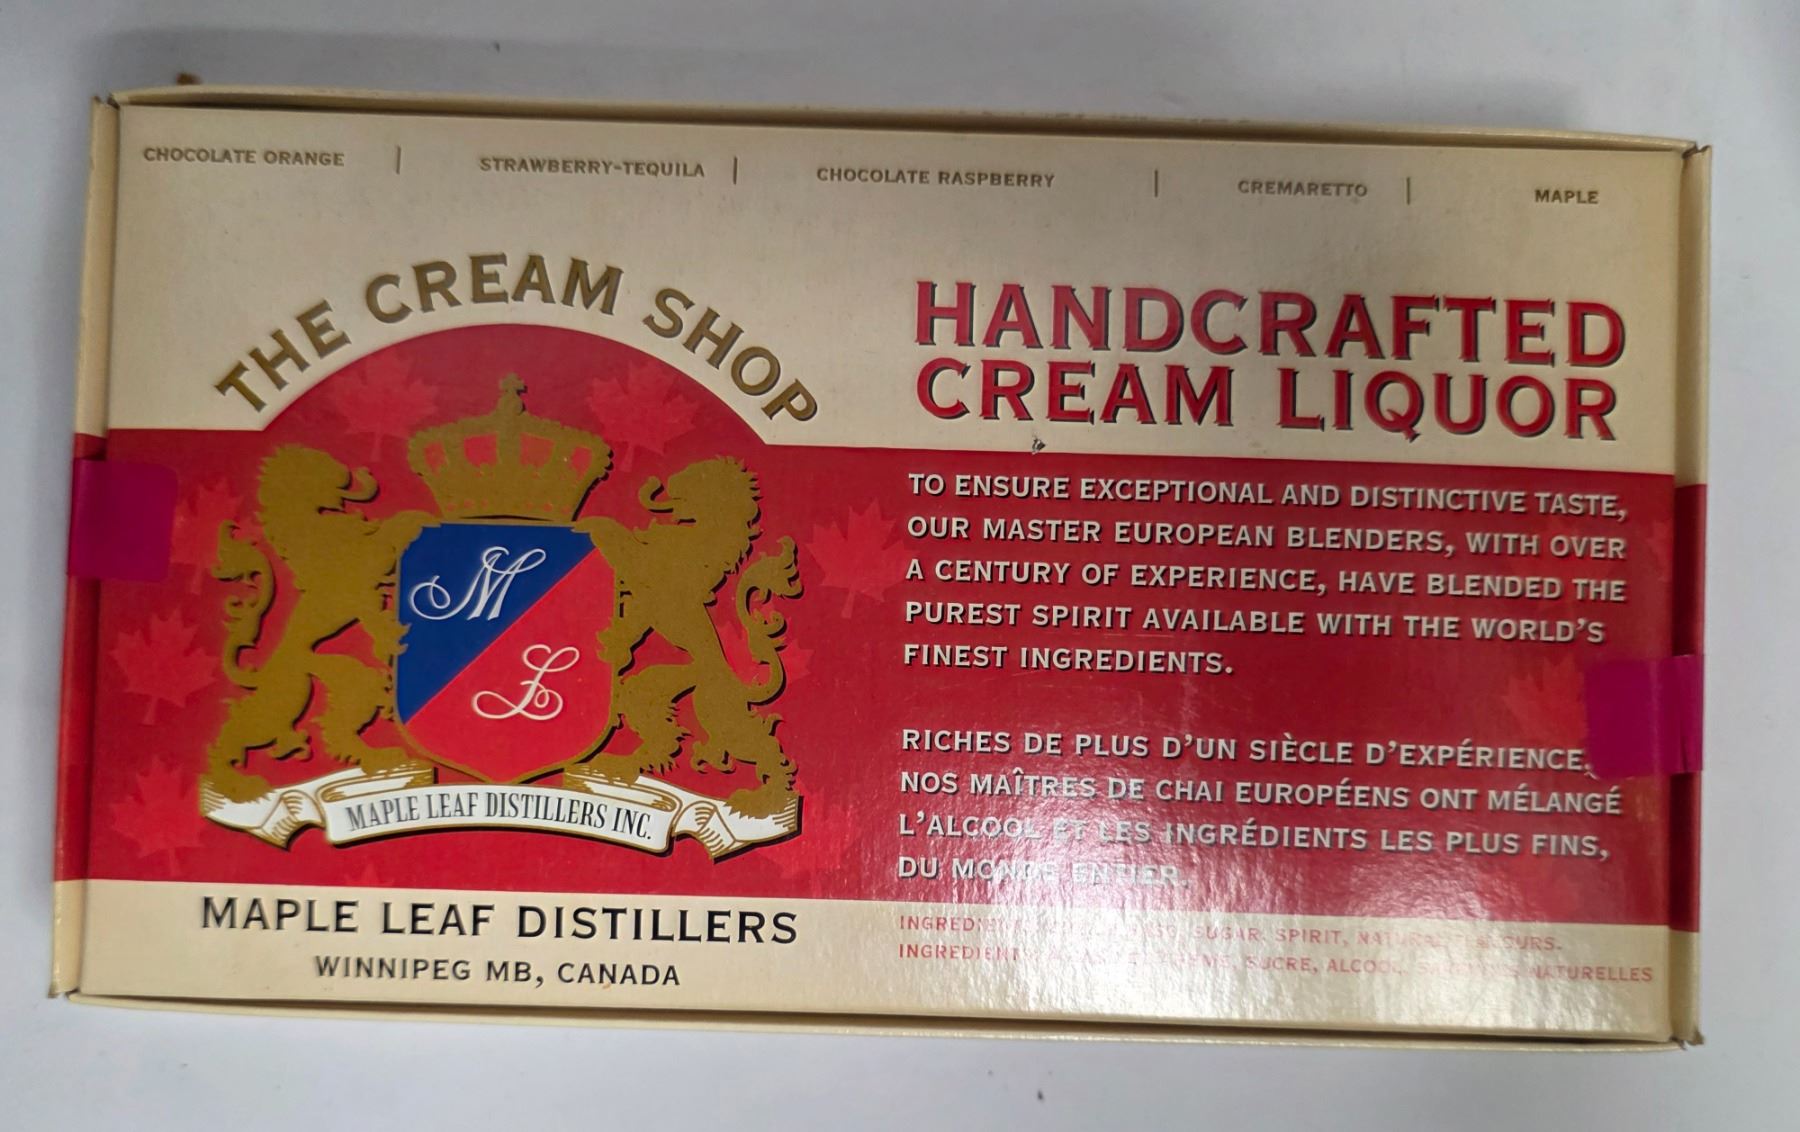 CHOCOLATE ORANGE | STRAWBERRY-TEQUILA | CHOCOLATE RASPBERRY | CREMARETTO | MAPLE
THE CREAM SHOP
M
L
MAPLE LEAF DISTILLERS INC.
MAPLE LEAF DISTILLERS
WINNIPEG MB, CANADA
HANDCRAFTED
CREAM LIQUOR
TO ENSURE EXCEPTIONAL AND DISTINCTIVE TASTE,
OUR MASTER EUROPEAN BLENDERS, WITH OVER
A CENTURY OF EXPERIENCE, HAVE BLENDED THE
PUREST SPIRIT AVAILABLE WITH THE WORLD'S
FINEST INGREDIENTS.
RICHES DE PLUS D'UN SIÈCLE D'EXPÉRIENCE,
NOS MAÎTRES DE CHAI EUROPÉENS ONT MÉLANGÉ
L'ALCOOL ET LES INGRÉDIENTS LES PLUS FINS,
DU MONDE ENTIER.
SUGAR, SPIRIT, NATURAL FLAVOURS.
SUCRE, ALCOOL, NATURELLES